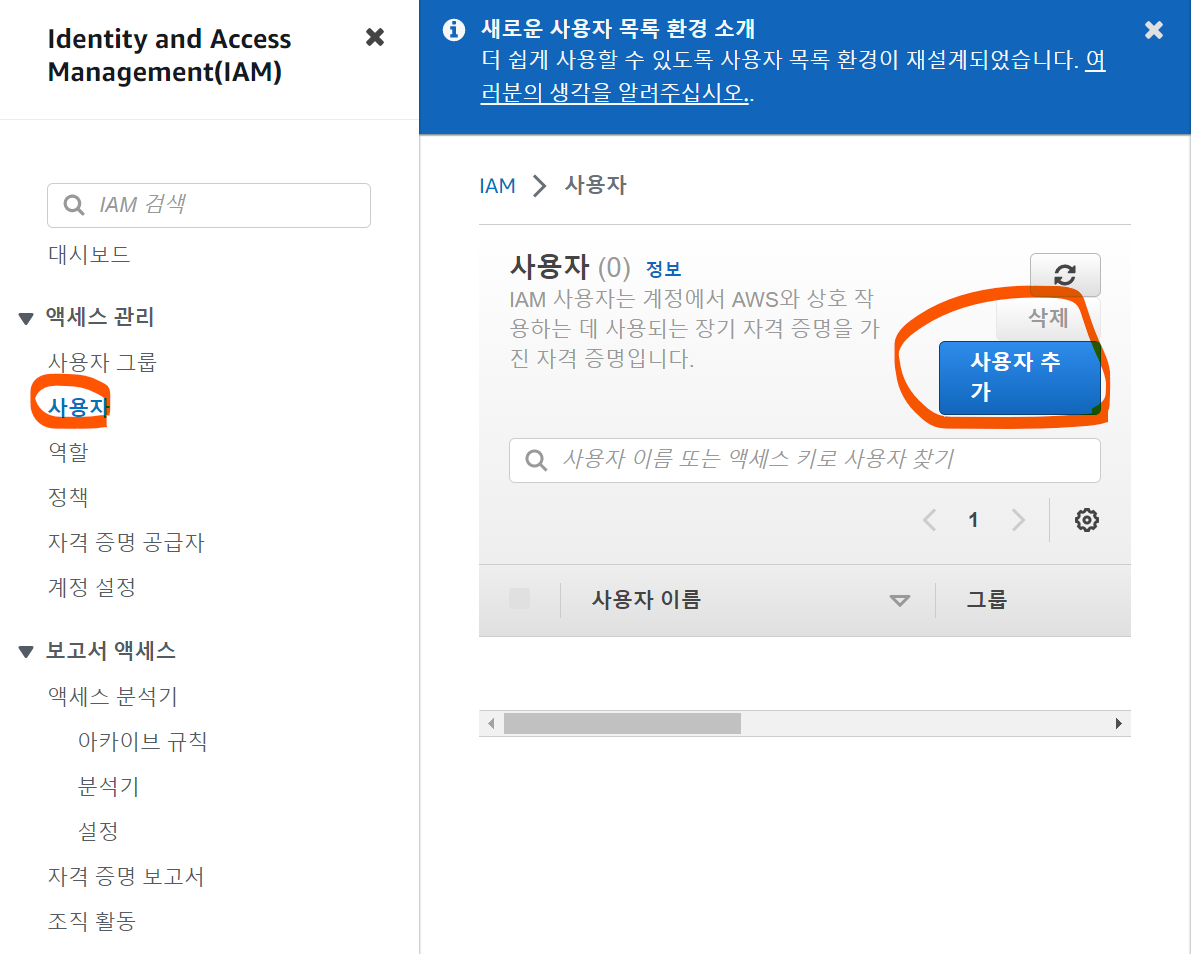 Identity and Access
Management(IAM)
IAM 검색
대시보드
액세스 관리
사용자 그룹
사용자
역할
정책
자격 증명 공급자
계정 설정
보고서 액세스
액세스 분석기
아카이브 규칙
분석기
설정
자격 증명 보고서
조직 활동
새로운 사용자 목록 환경 소개
더 쉽게 사용할 수 있도록 사용자 목록 환경이 재설계되었습니다. 여
러분의 생각을 알려주십시오..
IAM 사용자
사용자 (0) 정보
IAM 사용자는 계정에서 AWS와 상호 작
용하는 데 사용되는 장기 자격 증명을 가
진 자격 증명입니다.
삭제
사용자 추
가
사용자 이름 또는 액세스 키로 사용자 찾기
1
사용자 이름 그룹